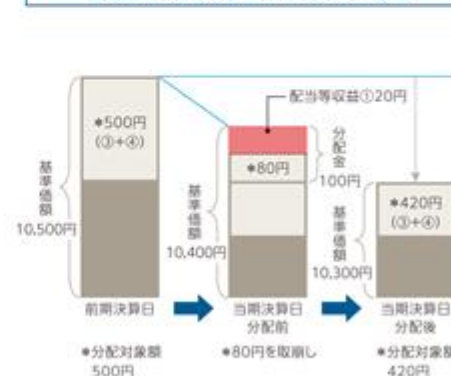 配当等収益①20円
*500円
(③+④)
*80円
分配金
100円
*420円
(③+④)
基準価額
10,500円
基準価額
10,400円
基準価額
10,300円
前期決算日
当期決算日
分配前
当期決算日
分配後
*分配対象額
500円
*80円を取崩し
*分配対象額
420円